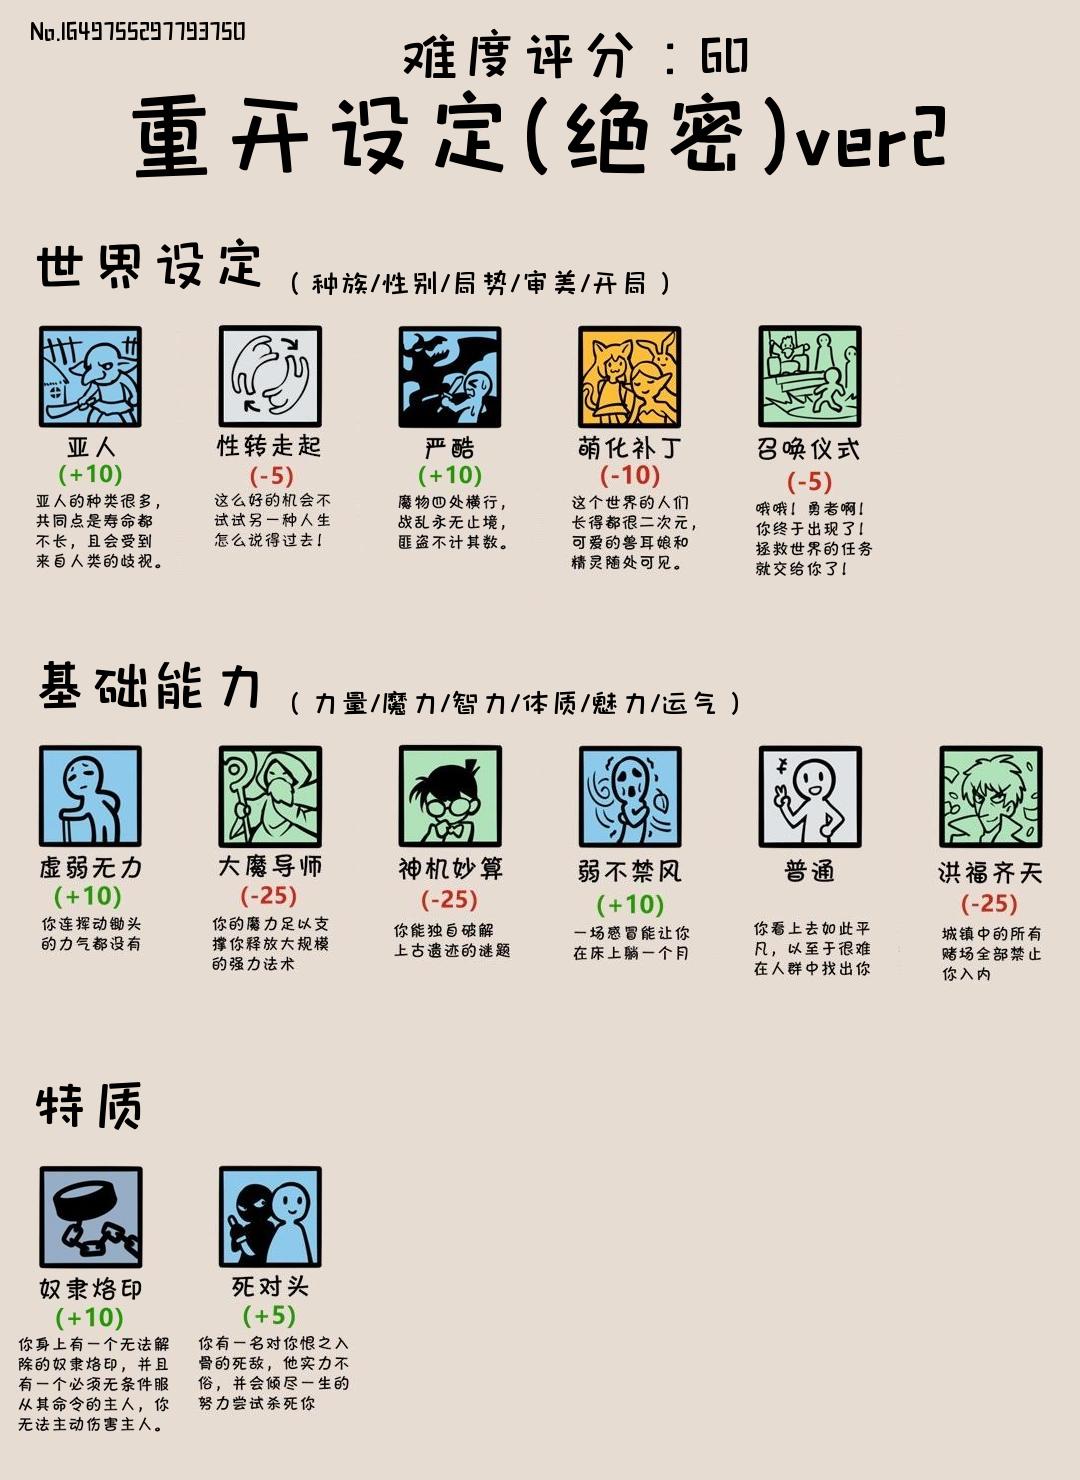 No.1649755297793750
难度评分：60
重开设定(绝密)ver2
世界设定（种族/性别/局势/审美/开局）
亚人
(+10)
亚人的种类很多，
共同点是寿命都
不长，且会受到
来自人类的歧视。
性转走起
(-5)
这么好的机会不
试试另一种人生
怎么说得过去！
严酷
(+10)
魔物四处横行，
战乱永无止境，
匪盗不计其数。
萌化补丁
(-10)
这个世界的人们
长得都很二次元，
可爱的兽耳娘和
精灵随处可见。
召唤仪式
(-5)
哦哦！勇者啊！
你终于出现了！
拯救世界的任务
就交给你了！
基础能力（力量/魔力/智力/体质/魅力/运气）
虚弱无力
(+10)
你连挥动锄头
的力气都没有
大魔导师
(-25)
你的魔力足以支
撑你释放大规模
的强力法术
神机妙算
(-25)
你能独自破解
上古遗迹的谜题
弱不禁风
(+10)
一场感冒能让你
在床上躺一个月
普通
你看上去如此平
凡，以至于很难
在人群中找出你
洪福齐天
(-25)
城镇中的所有
赌场全部禁止
你入内
特质
奴隶烙印
(+10)
你身上有一个无法解
除的奴隶烙印，并且
有一个必须无条件服
从其命令的主人，你
无法主动伤害主人。
死对头
(+5)
你有一名对你恨之入
骨的死敌，他实力不
俗，并会倾尽一生的
努力尝试杀死你